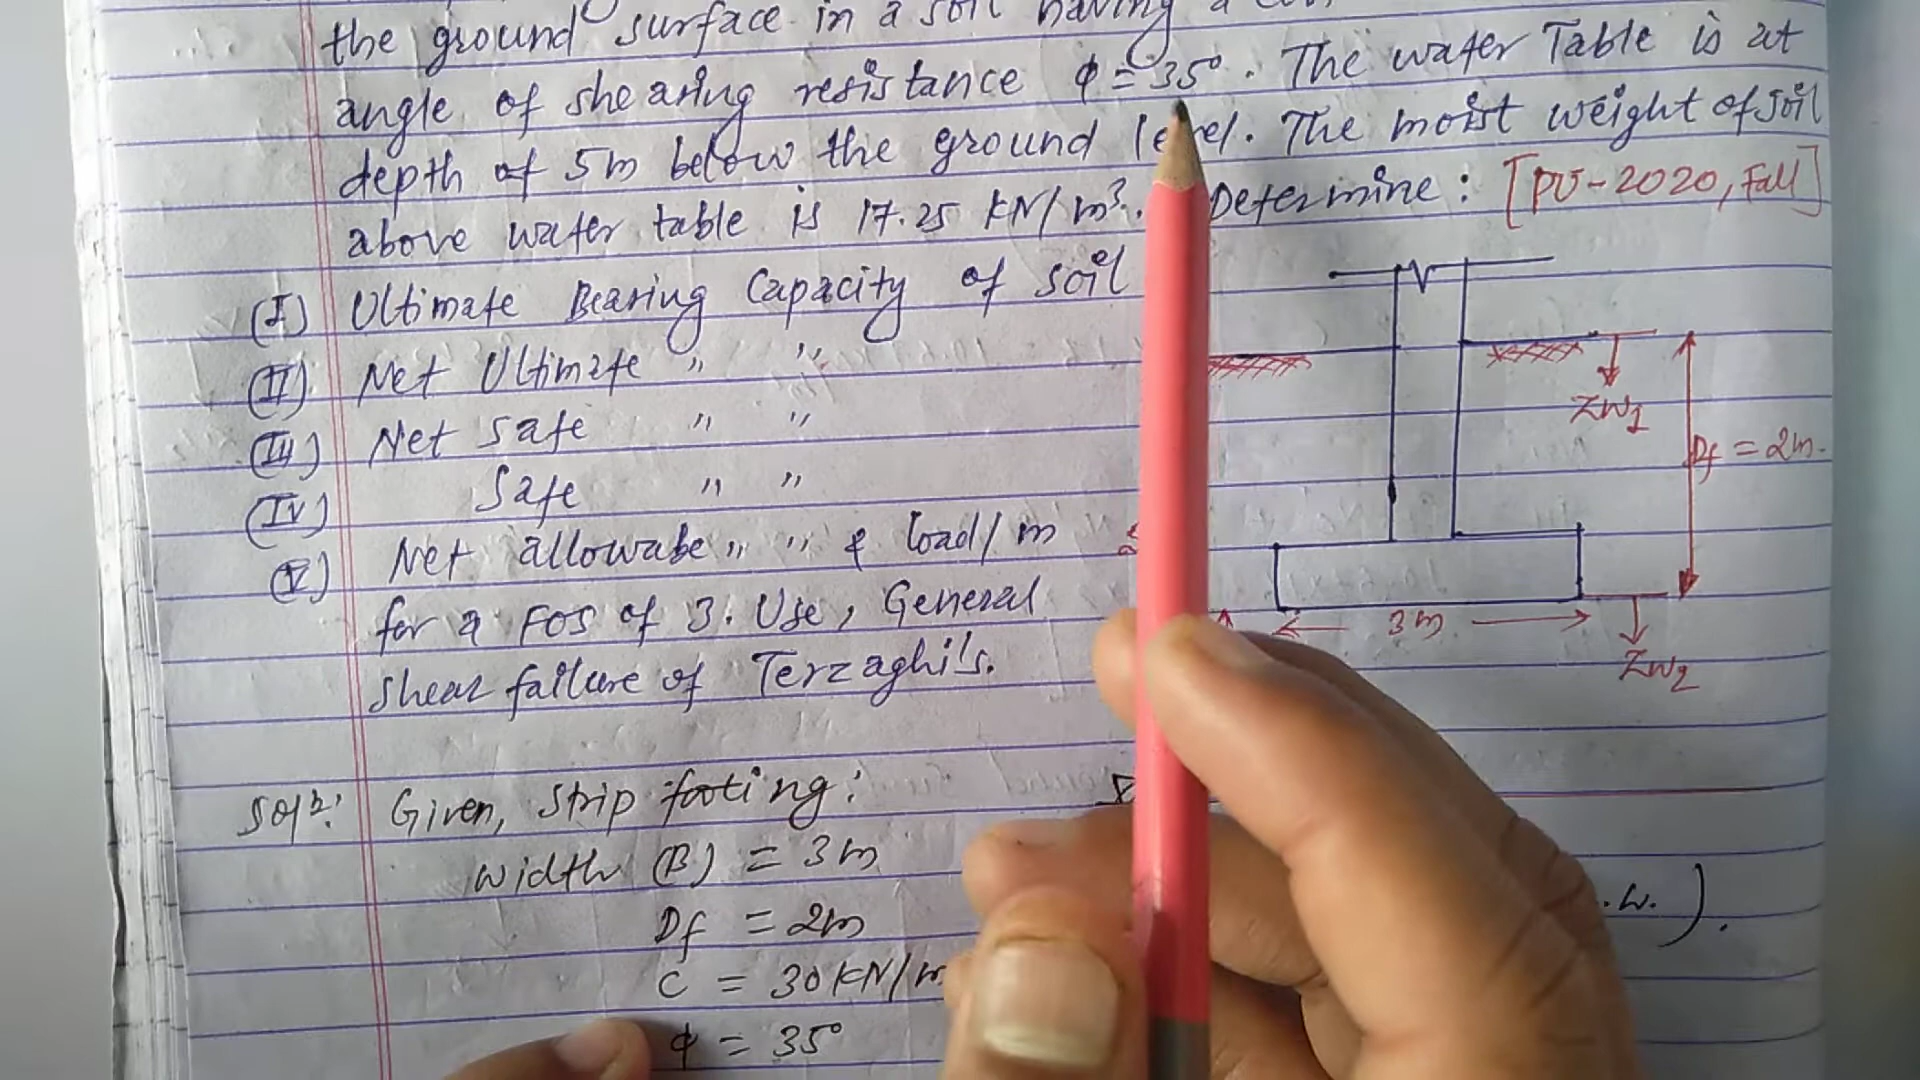 the ground surface in a soil having a
angle of shearing resistance φ = 35°. The water Table is at
depth of 5m below the ground level. The moist weight of soil
above water table is 17.25 KN/m³. Determine : [PU-2020, Fall]
(I) Ultimate Bearing Capacity of soil
(II) Net Ultimate " "
(III) Net safe " "
(IV) Safe " "
(V) Net allowabe " " & load/m
for a FOS of 3. Use, General
shear failure of Terzaghi's.
Zw1
Df = 2m.
3m
Zw2
Solⁿ: Given, strip footing:
width (B) = 3m
Df = 2m
C = 30 KN/m
φ = 35°
.w.).